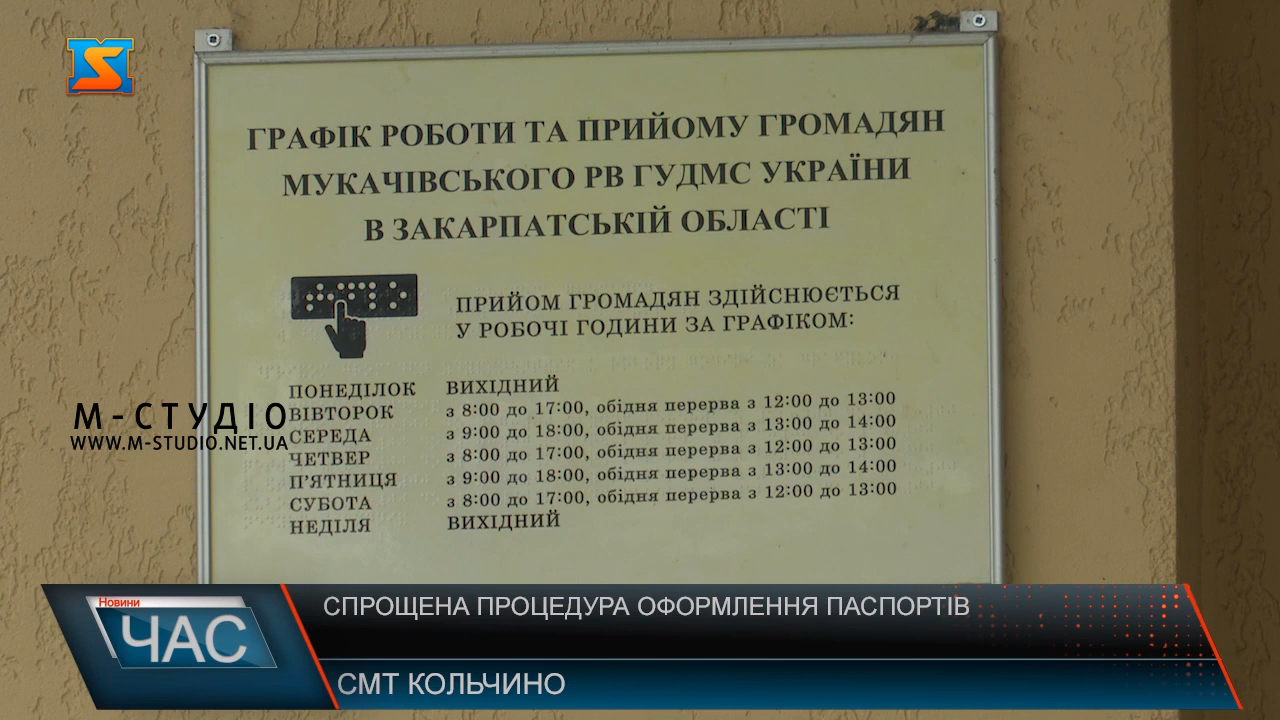 ГРАФІК РОБОТИ ТА ПРИЙОМУ ГРОМАДЯН
МУКАЧІВСЬКОГО РВ ГУДМС УКРАЇНИ
В ЗАКАРПАТСЬКІЙ ОБЛАСТІ
ПРИЙОМ ГРОМАДЯН ЗДІЙСНЮЄТЬСЯ
У РОБОЧІ ГОДИНИ ЗА ГРАФІКОМ:
ПОНЕДІЛОК ВИХІДНИЙ
ВІВТОРОК з 8:00 до 17:00, обідня перерва з 12:00 до 13:00
СЕРЕДА з 9:00 до 18:00, обідня перерва з 13:00 до 14:00
ЧЕТВЕР з 8:00 до 17:00, обідня перерва з 12:00 до 13:00
П'ЯТНИЦЯ з 9:00 до 18:00, обідня перерва з 13:00 до 14:00
СУБОТА з 8:00 до 17:00, обідня перерва з 12:00 до 13:00
НЕДІЛЯ ВИХІДНИЙ
М-СТУДІО
WWW.M-STUDIO.NET.UA
Новини
ЧАС
СПРОЩЕНА ПРОЦЕДУРА ОФОРМЛЕННЯ ПАСПОРТІВ
СМТ КОЛЬЧИНО